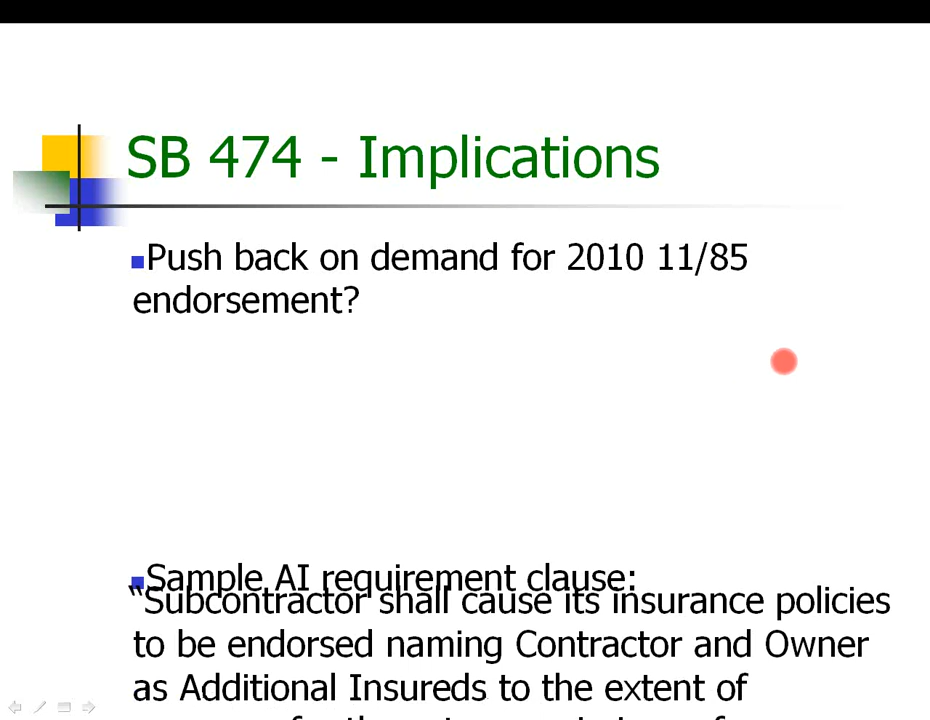 SB 474 - Implications
Push back on demand for 2010 11/85
endorsement?
Sample AI requirement clause:
“Subcontractor shall cause its insurance policies
to be endorsed naming Contractor and Owner
as Additional Insureds to the extent of